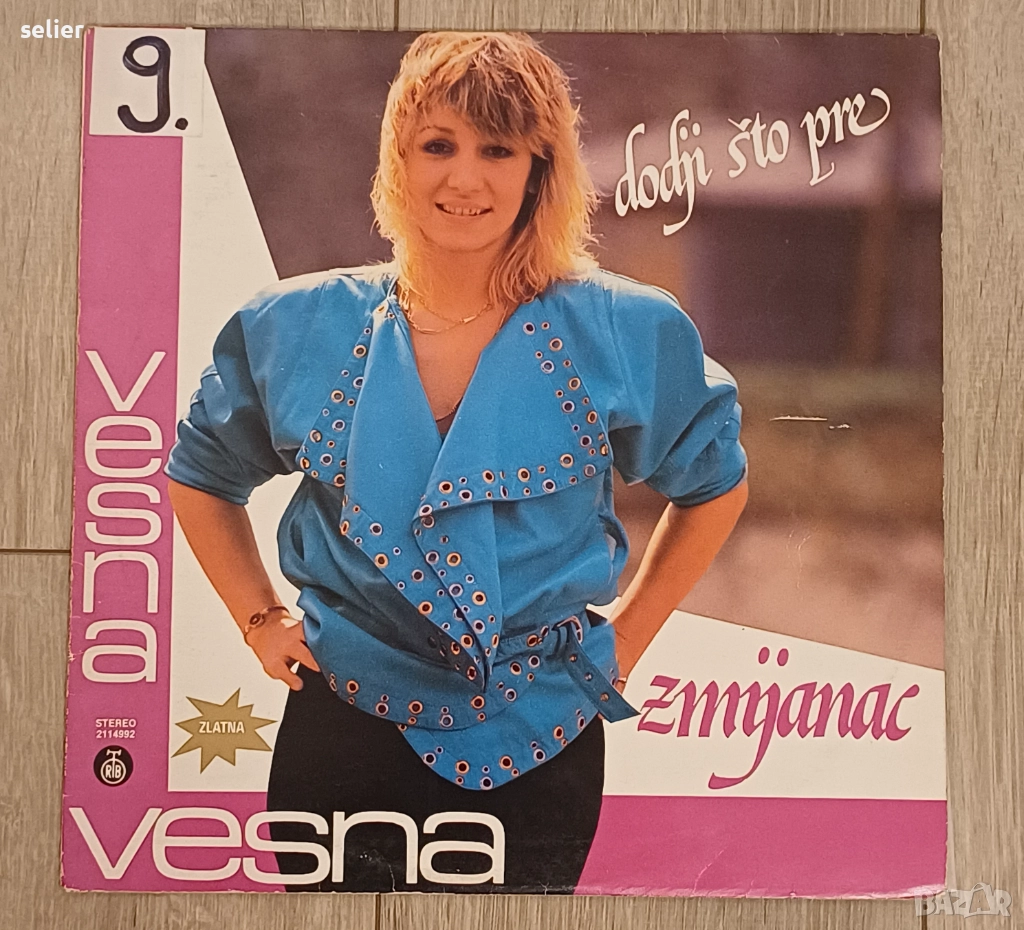 selier
9.
dodji što pre
vesna
zmijanac
ZLATNA
STEREO
2114992
RTB
vesna
BAZAR